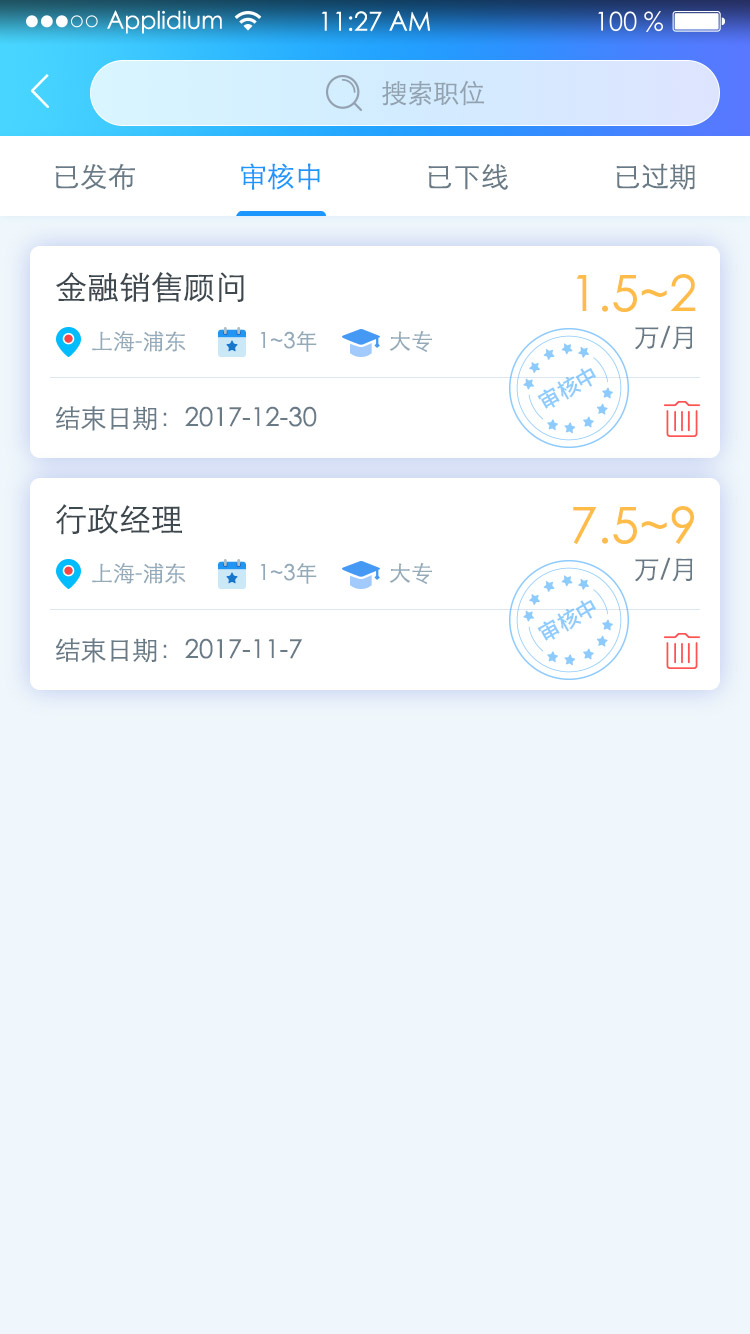 Applidium 11:27 AM 100 %
搜索职位
已发布 审核中 已下线 已过期
金融销售顾问 1.5~2
上海-浦东 1~3年 大专 万/月
审核中
结束日期：2017-12-30
行政经理 7.5~9
上海-浦东 1~3年 大专 万/月
审核中
结束日期：2017-11-7